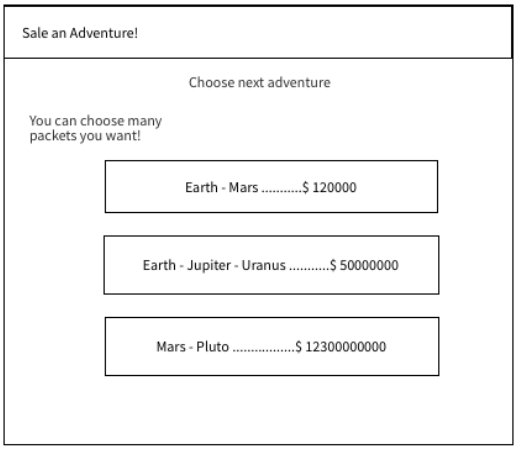 Sale an Adventure!
Choose next adventure
You can choose many
packets you want!
Earth - Mars ...........$ 120000
Earth - Jupiter - Uranus ...........$ 50000000
Mars - Pluto .................$ 12300000000